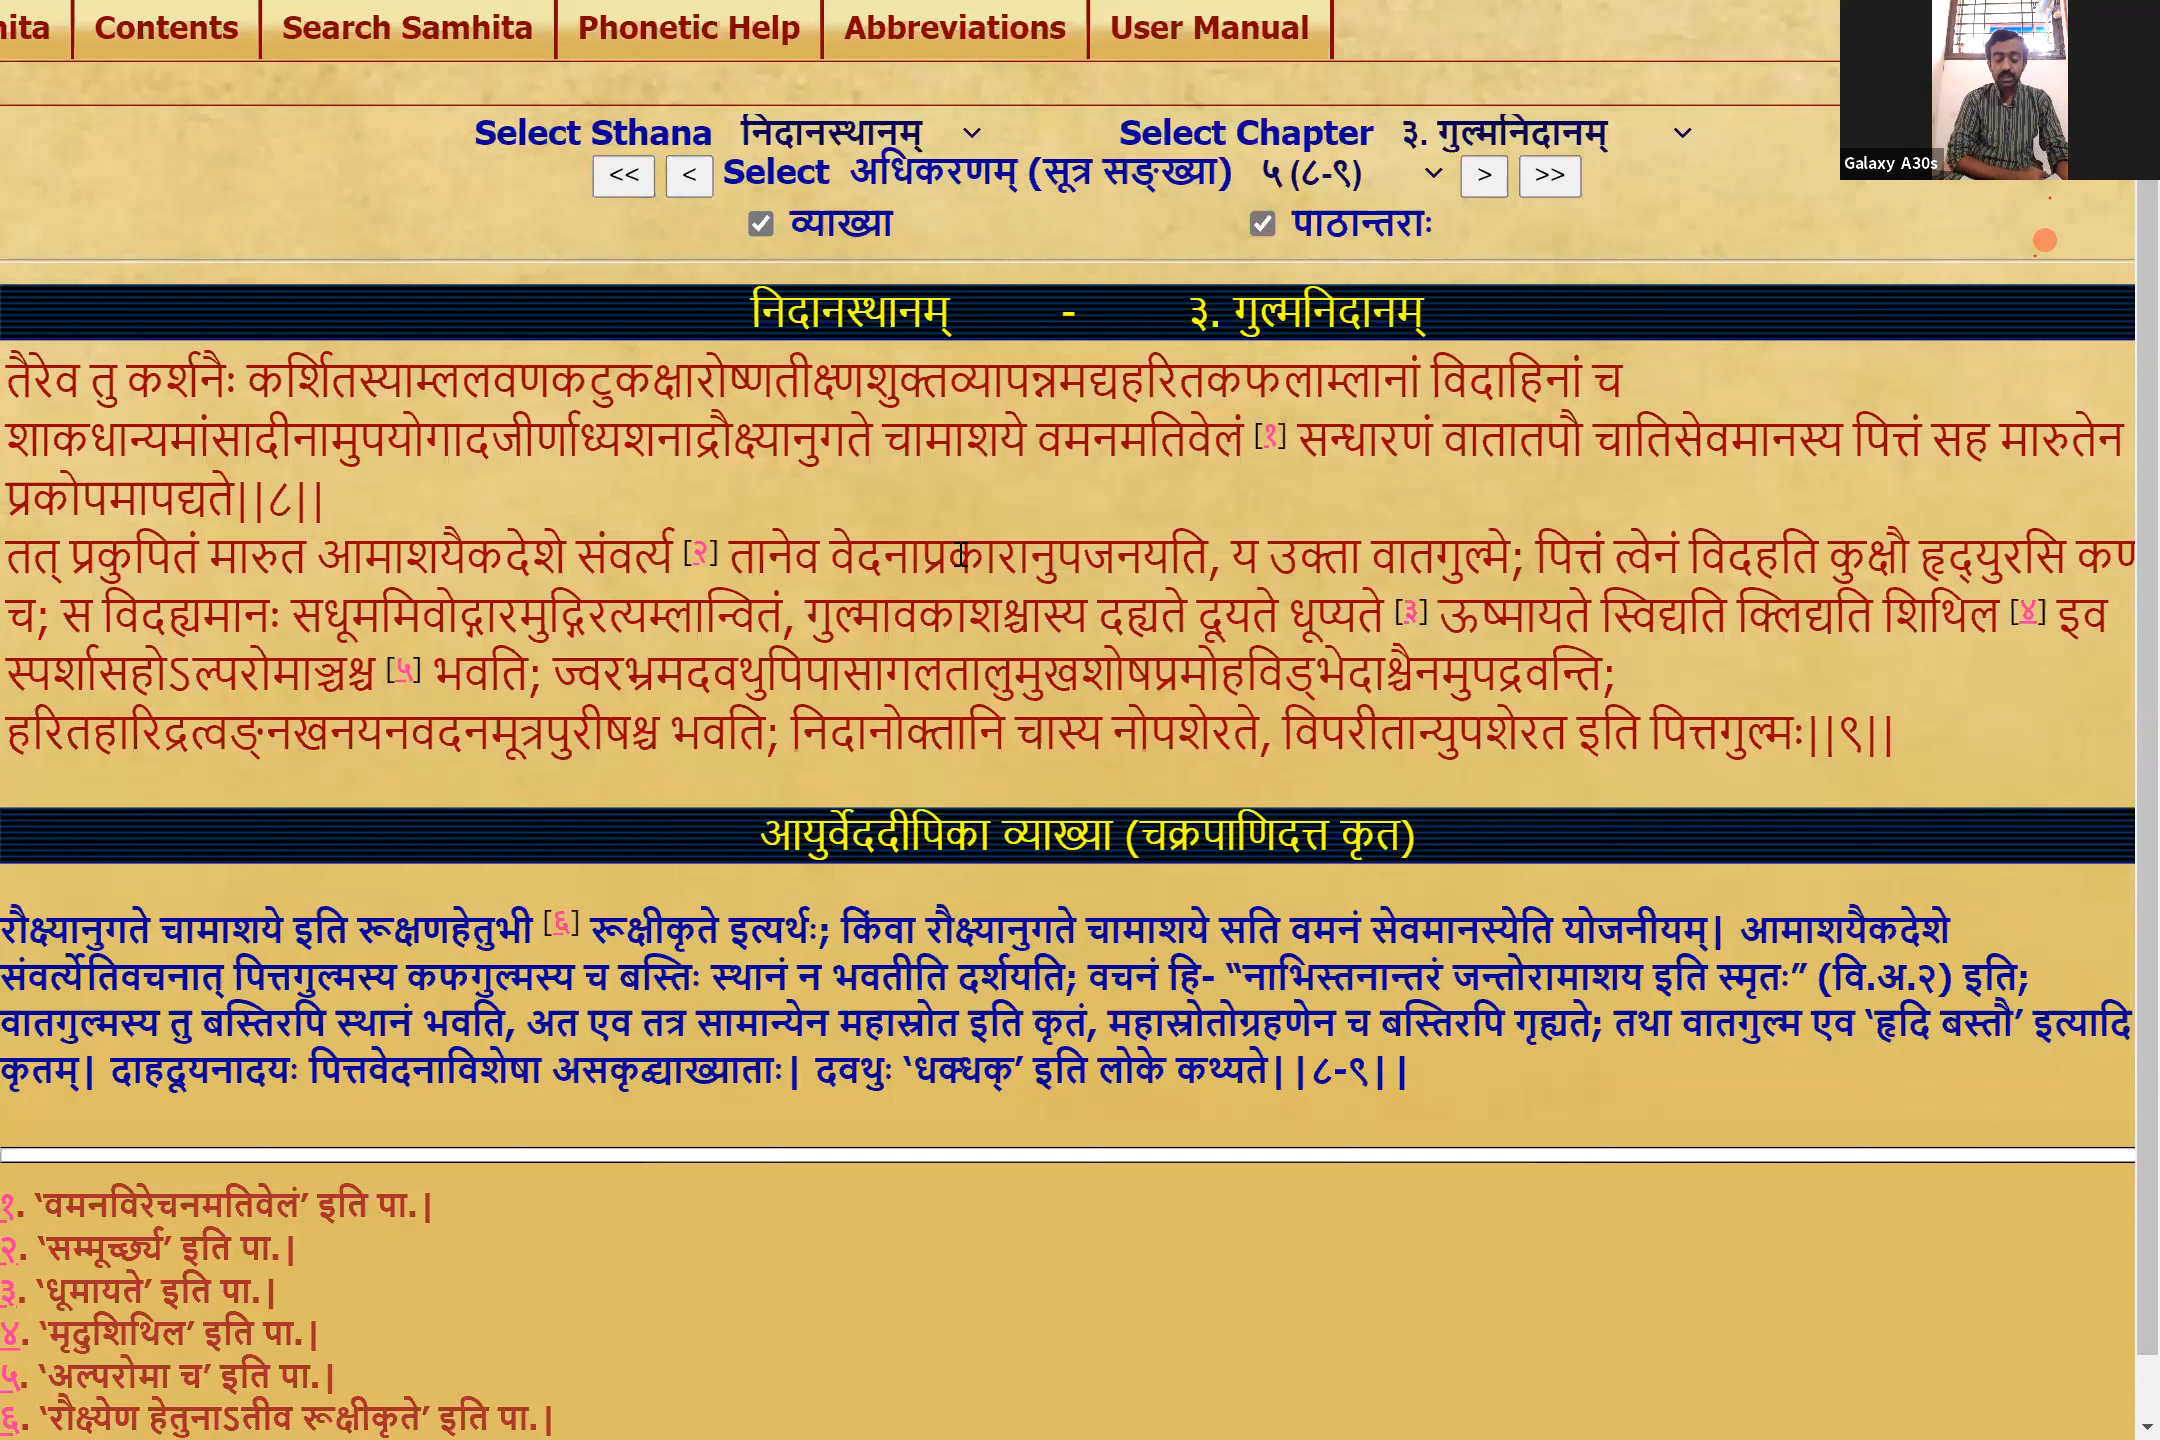 Contents Search Samhita Phonetic Help Abbreviations User Manual
Galaxy A30s
Select Sthana निदानस्थानम् Select Chapter ३. गुल्मनिदानम्
<< < Select अधिकरणम् (सूत्र सङ्ख्या) ५ (८-९) > >>
व्याख्या पाठान्तराः
निदानस्थानम् - ३. गुल्मनिदानम्
तैरेव तु कर्शनैः कर्शितस्याम्ललवणकटुकक्षारोष्णतीक्ष्णशुक्तव्यापन्नमद्यहरितकफलाम्लानां विदाहिनां च
शाकधान्यमांसादीनामुपयोगादजीर्णाध्यशनाद्रौक्ष्यानुगते चामाशये वमनमतिवेलं [१] सन्धारणं वातातपौ चातिसेवमानस्य पित्तं सह मारुतेन
प्रकोपमापद्यते||८||
तत् प्रकुपितं मारुत आमाशयैकदेशे संवर्त्य [२] तानेव वेदनाप्रकारानुपजनयति, य उक्ता वातगुल्मे; पित्तं त्वेनं विदहति कुक्षौ हृद्युरसि
च; स विदह्यमानः सधूममिवोद्गारमुद्गिरत्यम्लान्वितं, गुल्मावकाशश्चास्य दह्यते दूयते धूप्यते [३] ऊष्मायते स्विद्यति क्लिद्यति शिथिल [४] इव
स्पर्शासहोऽल्परोमाञ्चश्च [५] भवति; ज्वरभ्रमदवथुपिपासागलतालुमुखशोषप्रमोहविड्भेदाश्चैनमुपद्रवन्ति;
हरितहारिद्रत्वङ्नखनयनवदनमूत्रपुरीषश्च भवति; निदानोक्तानि चास्य नोपशेरते, विपरीतान्युपशेरत इति पित्तगुल्मः||९||
आयुर्वेददीपिका व्याख्या (चक्रपाणिदत्त कृत)
रौक्ष्यानुगते चामाशये इति रूक्षणहेतुभी [६] रूक्षीकृते इत्यर्थः; किंवा रौक्ष्यानुगते चामाशये सति वमनं सेवमानस्येति योजनीयम्| आमाशयैकदेशे
संवर्त्येतिवचनात् पित्तगुल्मस्य कफगुल्मस्य च बस्तिः स्थानं न भवतीति दर्शयति; वचनं हि- “नाभिस्तनान्तरं जन्तोरामाशय इति स्मृतः” (वि.अ.२) इति;
वातगुल्मस्य तु बस्तिरपि स्थानं भवति, अत एव तत्र सामान्येन महास्रोत इति कृतं, महास्रोतोग्रहणेन च बस्तिरपि गृह्यते; तथा वातगुल्म एव ‘हृदि बस्तौ’ इत्यादि
कृतम्| दाहदूयनादयः पित्तवेदनाविशेषा असकृद्व्याख्याताः| दवथुः ‘धक्धक्’ इति लोके कथ्यते||८-९||
१. ‘वमनविरेचनमतिवेलं’ इति पा.|
२. ‘सम्मूर्च्छ्य’ इति पा.|
३. ‘धूमायते’ इति पा.|
४. ‘मृदुशिथिल’ इति पा.|
५. ‘अल्परोमा च’ इति पा.|
६. ‘रौक्ष्येण हेतुनाऽतीव रूक्षीकृते’ इति पा.|